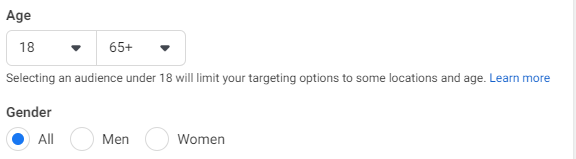 Age
18 65+
Selecting an audience under 18 will limit your targeting options to some locations and age. Learn more
Gender
All Men Women